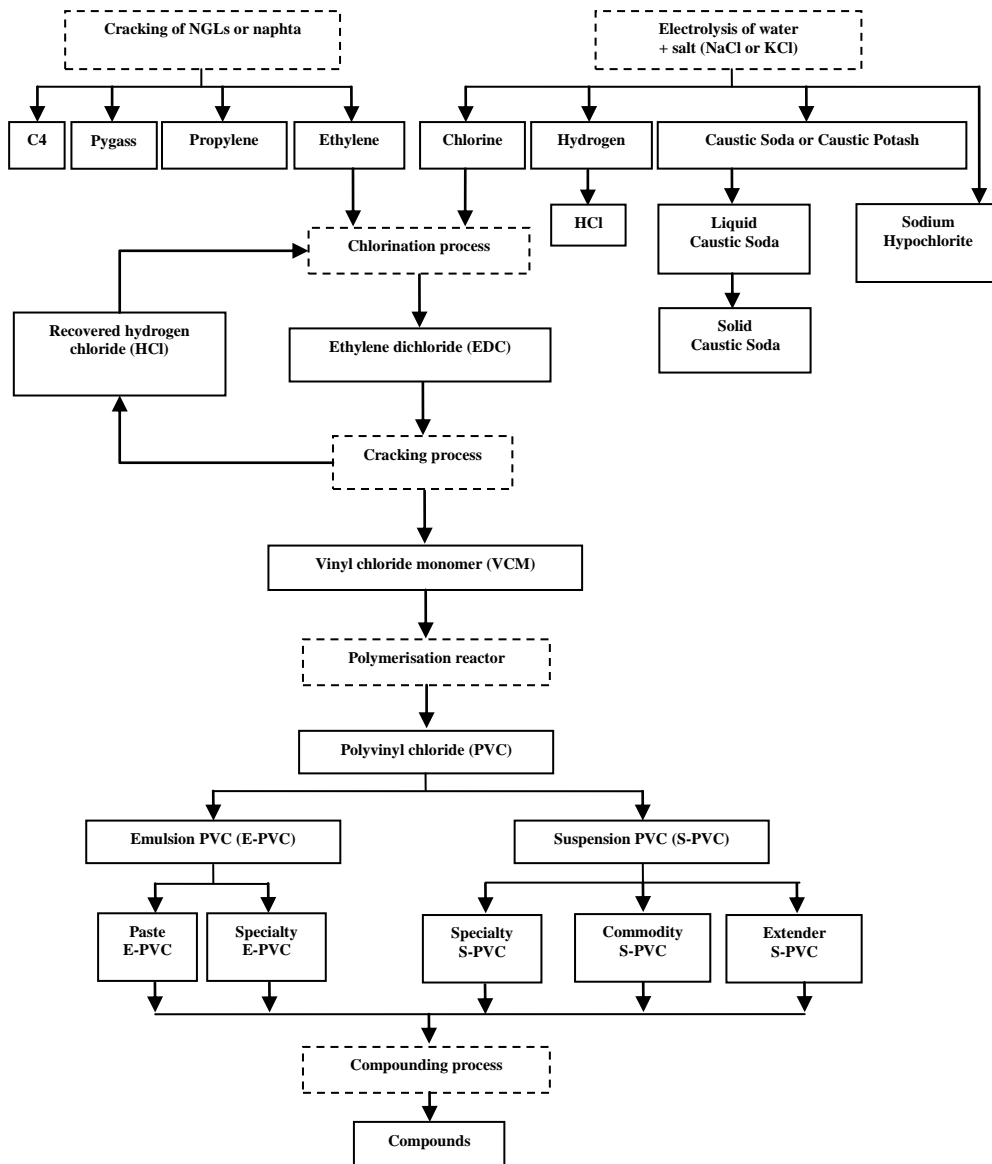 Cracking of NGLs or naphta
Electrolysis of water
+ salt (NaCl or KCl)
C4
Pygass
Propylene
Ethylene
Chlorine
Hydrogen
Caustic Soda or Caustic Potash
HCl
Liquid
Caustic Soda
Sodium
Hypochlorite
Chlorination process
Solid
Caustic Soda
Recovered hydrogen
chloride (HCl)
Ethylene dichloride (EDC)
Cracking process
Vinyl chloride monomer (VCM)
Polymerisation reactor
Polyvinyl chloride (PVC)
Emulsion PVC (E-PVC)
Suspension PVC (S-PVC)
Paste
E-PVC
Specialty
E-PVC
Specialty
S-PVC
Commodity
S-PVC
Extender
S-PVC
Compounding process
Compounds